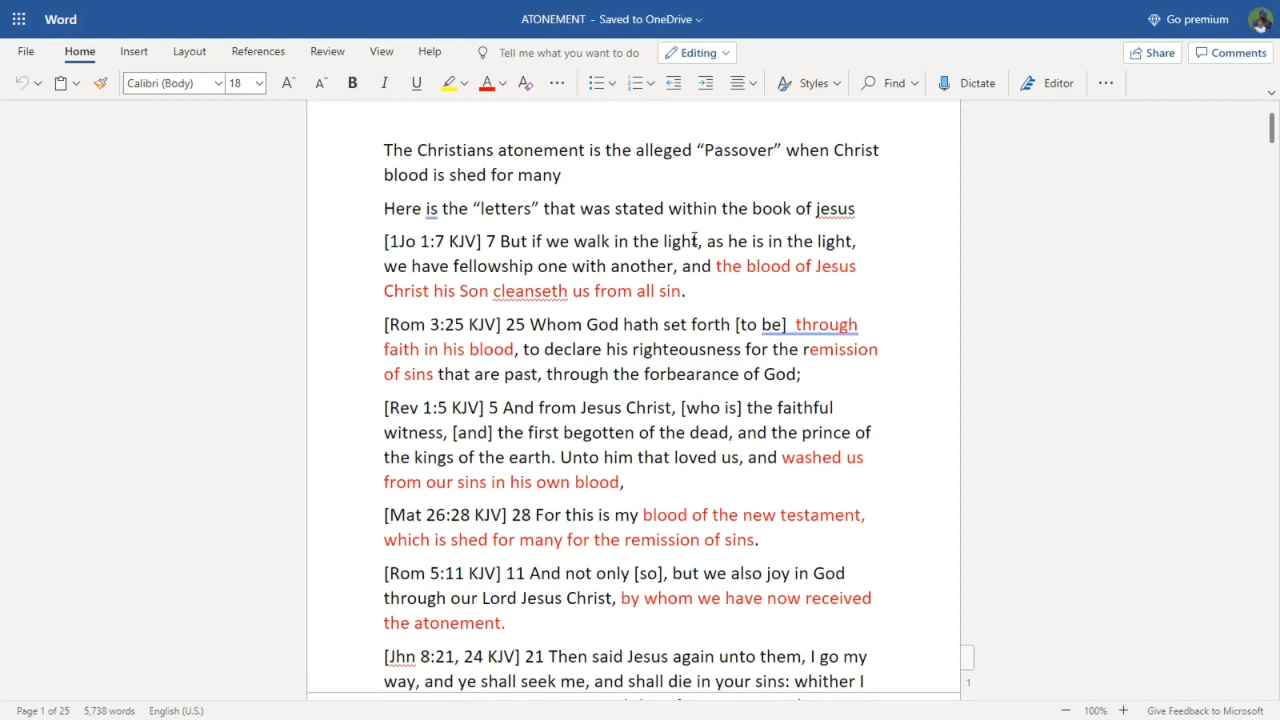 Word
ATONEMENT - Saved to OneDrive
Go premium
File Home Insert Layout References Review View Help Tell me what you want to do Editing Share Comments
Calibri (Body) 18 A A B I U A A Styles Find Dictate Editor
The Christians atonement is the alleged “Passover” when Christ
blood is shed for many
Here is the “letters” that was stated within the book of jesus
[1Jo 1:7 KJV] 7 But if we walk in the light, as he is in the light,
we have fellowship one with another, and the blood of Jesus
Christ his Son cleanseth us from all sin.
[Rom 3:25 KJV] 25 Whom God hath set forth [to be] through
faith in his blood, to declare his righteousness for the remission
of sins that are past, through the forbearance of God;
[Rev 1:5 KJV] 5 And from Jesus Christ, [who is] the faithful
witness, [and] the first begotten of the dead, and the prince of
the kings of the earth. Unto him that loved us, and washed us
from our sins in his own blood,
[Mat 26:28 KJV] 28 For this is my blood of the new testament,
which is shed for many for the remission of sins.
[Rom 5:11 KJV] 11 And not only [so], but we also joy in God
through our Lord Jesus Christ, by whom we have now received
the atonement.
[Jhn 8:21, 24 KJV] 21 Then said Jesus again unto them, I go my
way, and ye shall seek me, and shall die in your sins: whither I
1
Page 1 of 25 5,738 words English (U.S.) 100% Give Feedback to Microsoft